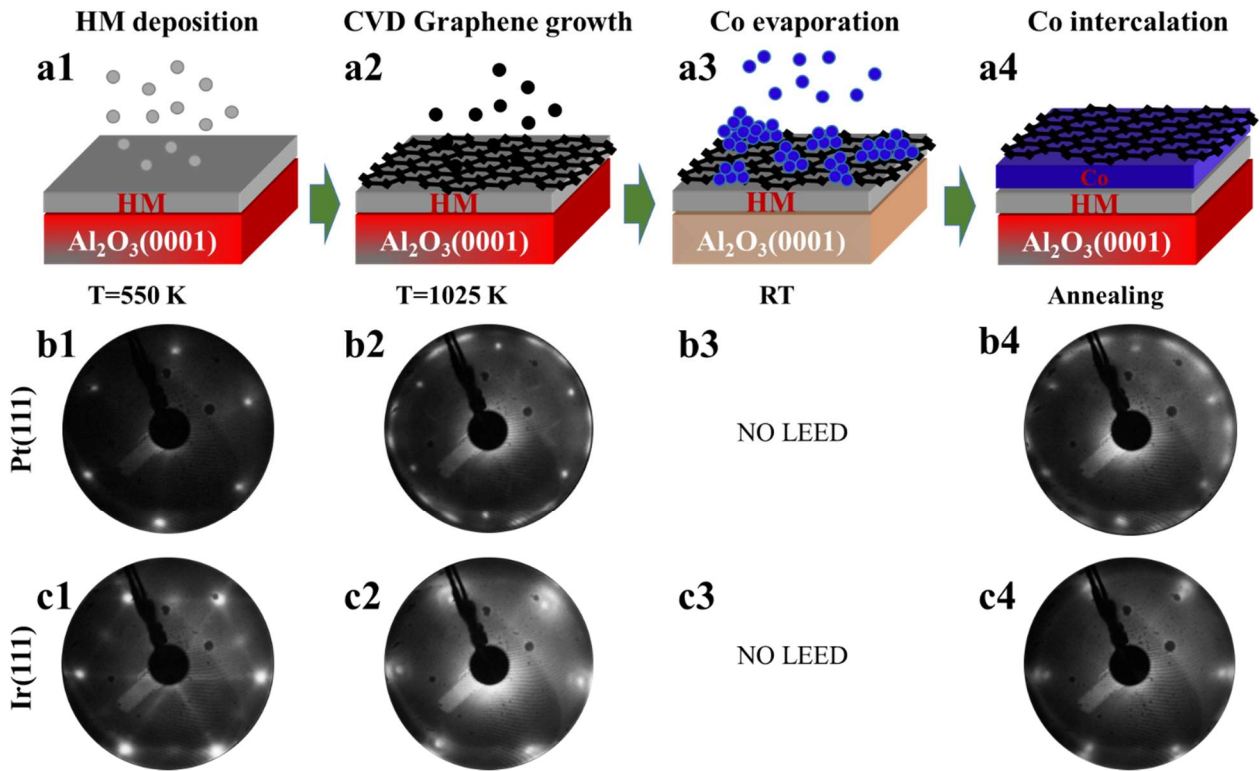 HM deposition
CVD Graphene growth
Co evaporation
Co intercalation
a1
a2
a3
a4
HM
HM
HM
Co
HM
Al₂O₃(0001)
Al₂O₃(0001)
Al₂O₃(0001)
Al₂O₃(0001)
T=550 K
T=1025 K
RT
Annealing
Pt(111)
b1
b2
b3
NO LEED
b4
Ir(111)
c1
c2
c3
NO LEED
c4